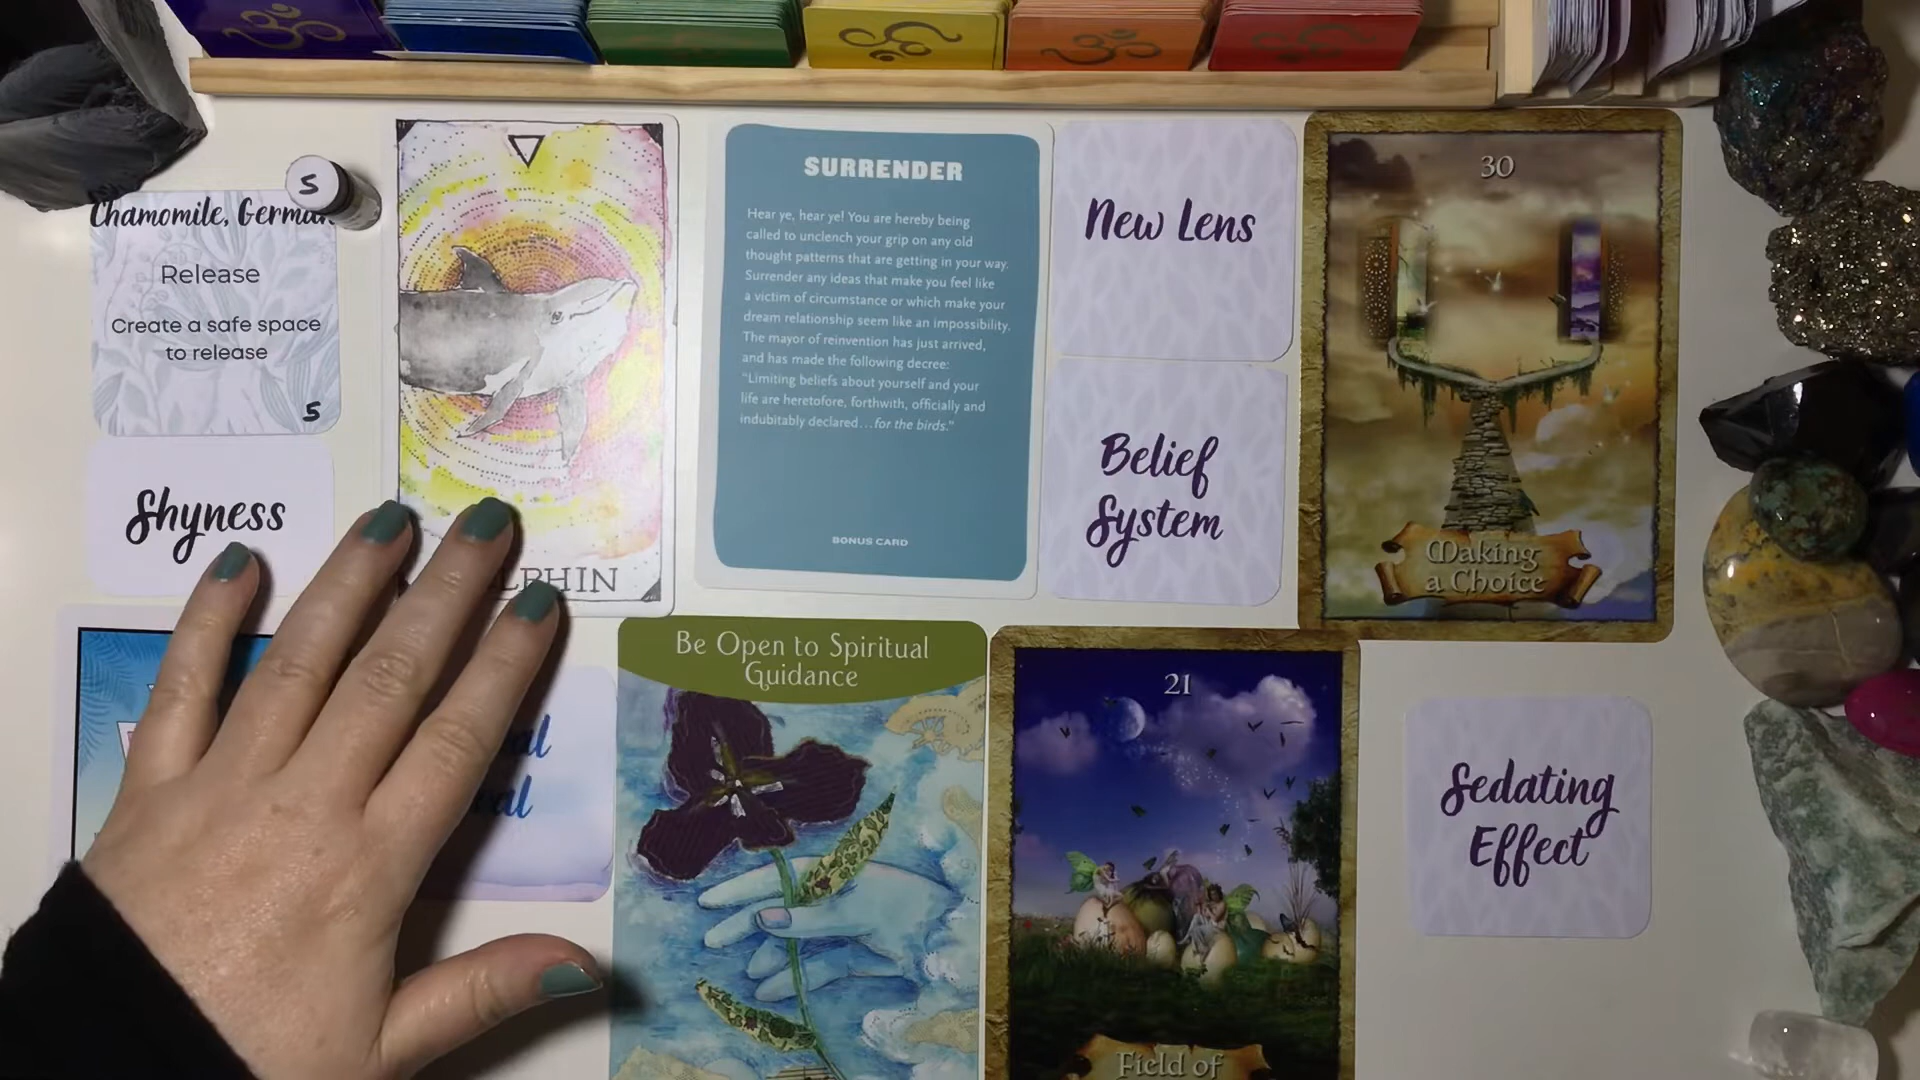 S
Chamomile, German
Release
Create a safe space
to release
S
Shyness
LPHIN
SURRENDER
Hear ye, hear ye! You are hereby being
called to unclench your grip on any old
thought patterns that are getting in your way.
Surrender any ideas that make you feel like
a victim of circumstance or which make your
dream relationship seem like an impossibility.
The mayor of reinvention has just arrived,
and has made the following decree:
"Limiting beliefs about yourself and your
life are heretofore, forthwith, officially and
indubitably declared...for the birds."
BONUS CARD
New Lens
Belief
System
30
Making
a Choice
Be Open to Spiritual
Guidance
21
Field of
Sedating
Effect